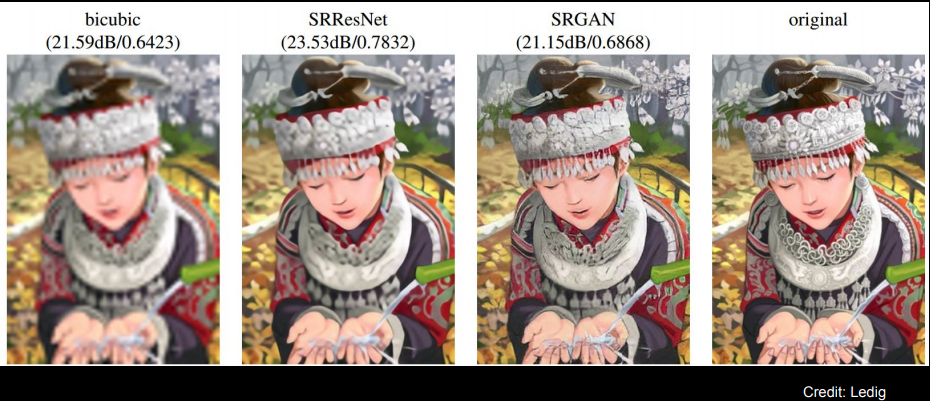 bicubic
(21.59dB/0.6423)
SRResNet
(23.53dB/0.7832)
SRGAN
(21.15dB/0.6868)
original
Credit: Ledig